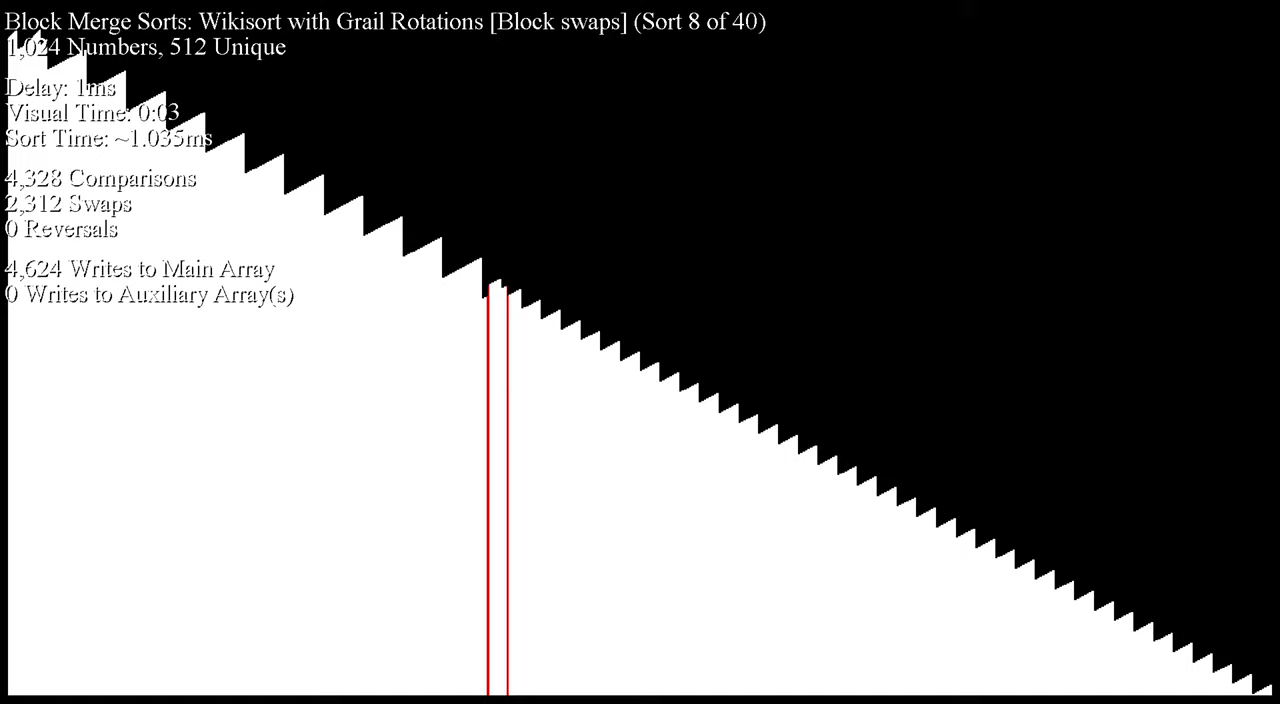 Block Merge Sorts: Wikisort with Grail Rotations [Block swaps] (Sort 8 of 40)
1,024 Numbers, 512 Unique
Delay: 1ms
Visual Time: 0:03
Sort Time: ~1.035ms
4,328 Comparisons
2,312 Swaps
0 Reversals
4,624 Writes to Main Array
0 Writes to Auxiliary Array(s)